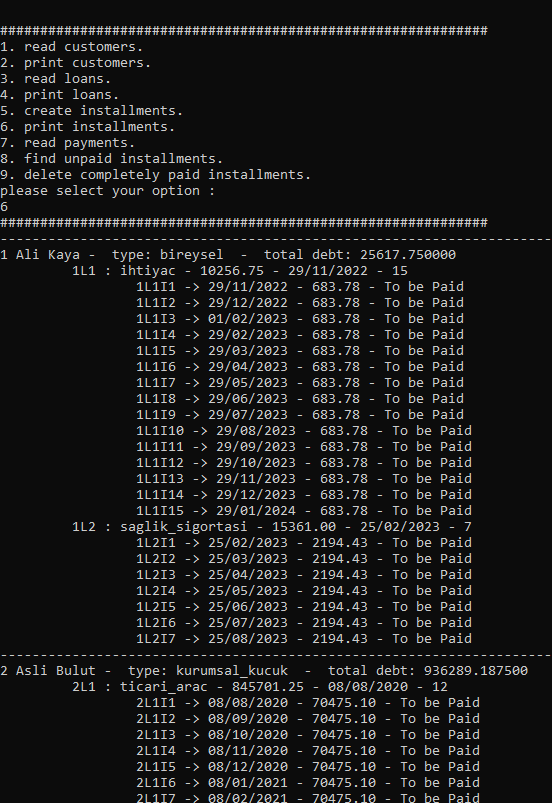 #############################################################
1. read customers.
2. print customers.
3. read loans.
4. print loans.
5. create installments.
6. print installments.
7. read payments.
8. find unpaid installments.
9. delete completely paid installments.
please select your option :
6
#############################################################
---------------------------------------------------------------------
1 Ali Kaya -  type: bireysel  -  total debt: 25617.750000
1L1 : ihtiyac - 10256.75 - 29/11/2022 - 15
1L1I1 -> 29/11/2022 - 683.78 - To be Paid
1L1I2 -> 29/12/2022 - 683.78 - To be Paid
1L1I3 -> 01/02/2023 - 683.78 - To be Paid
1L1I4 -> 29/02/2023 - 683.78 - To be Paid
1L1I5 -> 29/03/2023 - 683.78 - To be Paid
1L1I6 -> 29/04/2023 - 683.78 - To be Paid
1L1I7 -> 29/05/2023 - 683.78 - To be Paid
1L1I8 -> 29/06/2023 - 683.78 - To be Paid
1L1I9 -> 29/07/2023 - 683.78 - To be Paid
1L1I10 -> 29/08/2023 - 683.78 - To be Paid
1L1I11 -> 29/09/2023 - 683.78 - To be Paid
1L1I12 -> 29/10/2023 - 683.78 - To be Paid
1L1I13 -> 29/11/2023 - 683.78 - To be Paid
1L1I14 -> 29/12/2023 - 683.78 - To be Paid
1L1I15 -> 29/01/2024 - 683.78 - To be Paid
1L2 : saglik_sigortasi - 15361.00 - 25/02/2023 - 7
1L2I1 -> 25/02/2023 - 2194.43 - To be Paid
1L2I2 -> 25/03/2023 - 2194.43 - To be Paid
1L2I3 -> 25/04/2023 - 2194.43 - To be Paid
1L2I4 -> 25/05/2023 - 2194.43 - To be Paid
1L2I5 -> 25/06/2023 - 2194.43 - To be Paid
1L2I6 -> 25/07/2023 - 2194.43 - To be Paid
1L2I7 -> 25/08/2023 - 2194.43 - To be Paid
---------------------------------------------------------------------
2 Asli Bulut -  type: kurumsal_kucuk  -  total debt: 936289.187500
2L1 : ticari_arac - 845701.25 - 08/08/2020 - 12
2L1I1 -> 08/08/2020 - 70475.10 - To be Paid
2L1I2 -> 08/09/2020 - 70475.10 - To be Paid
2L1I3 -> 08/10/2020 - 70475.10 - To be Paid
2L1I4 -> 08/11/2020 - 70475.10 - To be Paid
2L1I5 -> 08/12/2020 - 70475.10 - To be Paid
2L1I6 -> 08/01/2021 - 70475.10 - To be Paid
2L1I7 -> 08/02/2021 - 70475.10 - To be Paid